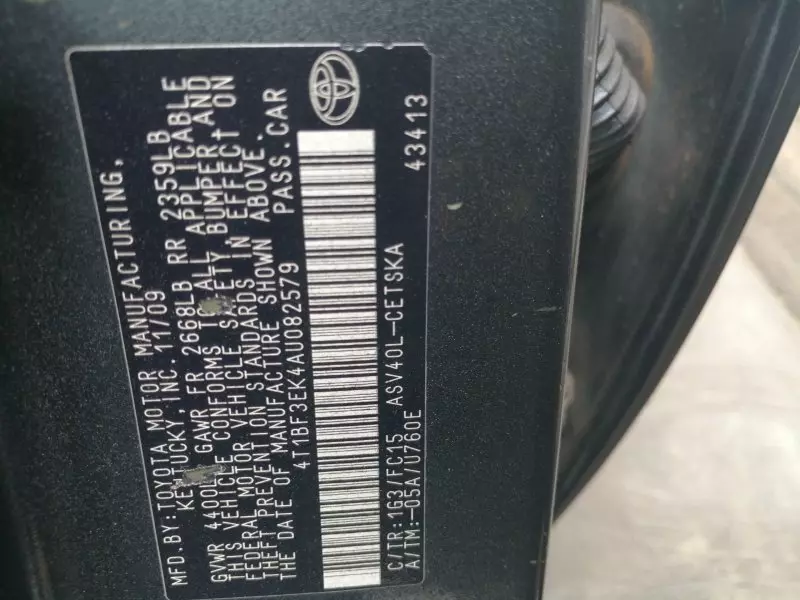 MFD.BY:TOYOTA MOTOR MANUFACTURING,
KENTUCKY, INC. 11/09
GVWR 4400LB GAWR FR 2668LB RR 2359LB
THIS VEHICLE CONFORMS TO ALL APPLICABLE
FEDERAL MOTOR VEHICLE SAFETY, BUMPER AND
THEFT PREVENTION STANDARDS IN EFFECT ON
THE DATE OF MANUFACTURE SHOWN ABOVE.
4T1BF3EK4AU082579 PASS.CAR
C/TR:1G3/FC15 ASV40L-CETSKA
A/TM:-05A/U760E 43413